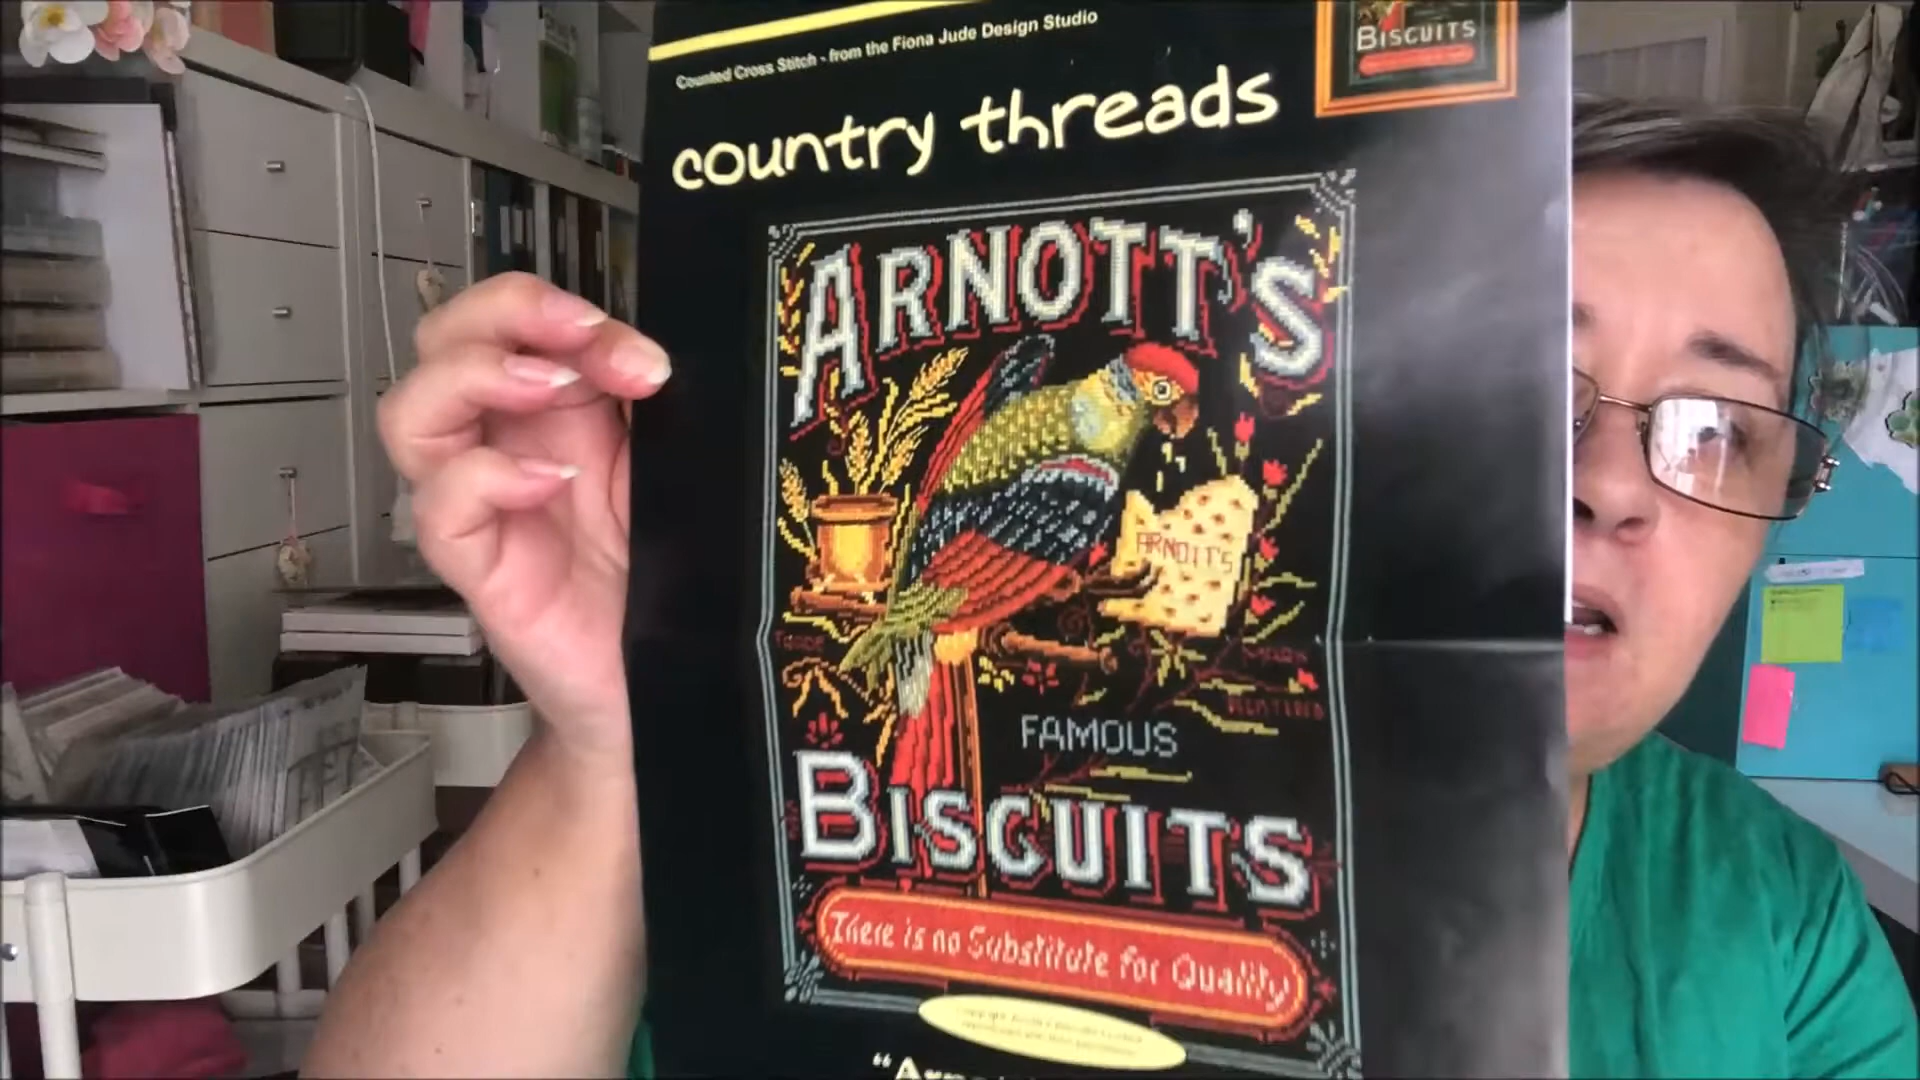 Counted Cross Stitch - from the Fiona Jude Design Studio
country threads
BISCUITS
ARNOTT'S
ARNOTT'S
TRADE
MARK
FAMOUS
BISCUITS
There is no Substitute for Quality